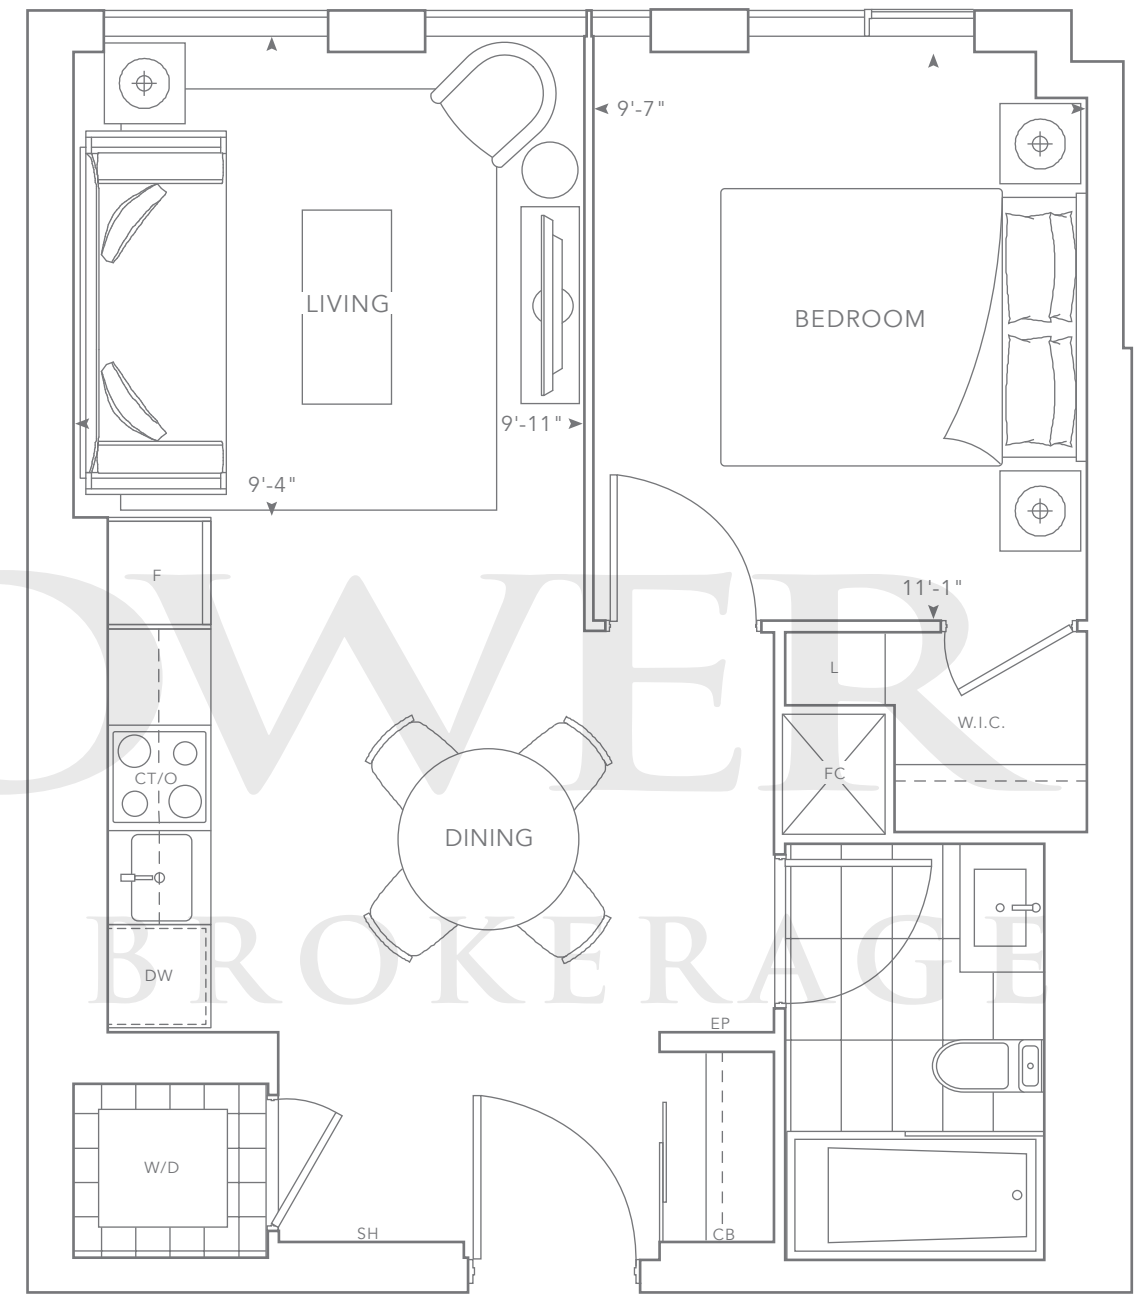 9'-7"
LIVING
BEDROOM
9'-11"
9'-4"
F
11'-1"
L
W.I.C.
CT/O
FC
DINING
OWER
BROKERAGE
DW
EP
W/D
SH
CB